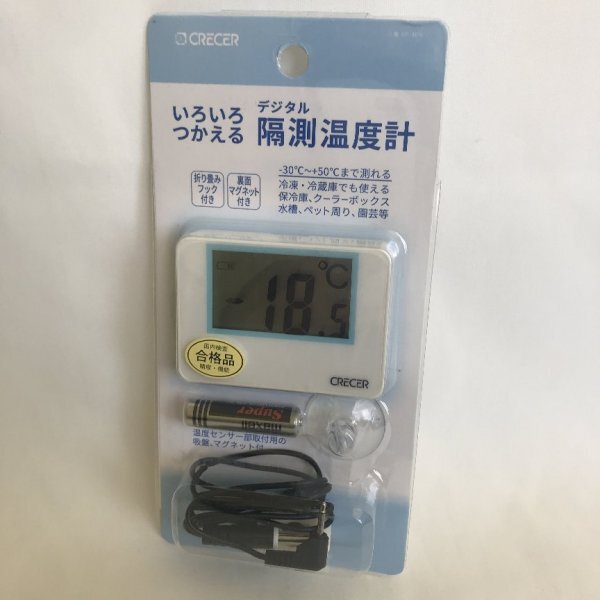 CRECER
いろいろ
つかえる
デジタル
隔測温度計
折り畳み
フック
付き
裏面
マグネット
付き
-30℃〜+50℃まで測れる
冷凍・冷蔵庫でも使える
保冷庫、クーラーボックス
水槽、ペット周り、園芸等
℃
-18.5
国内検査
合格品
精度・機能
CRECER
maxell
Super
温度センサー部取付用の
吸盤、マグネット付